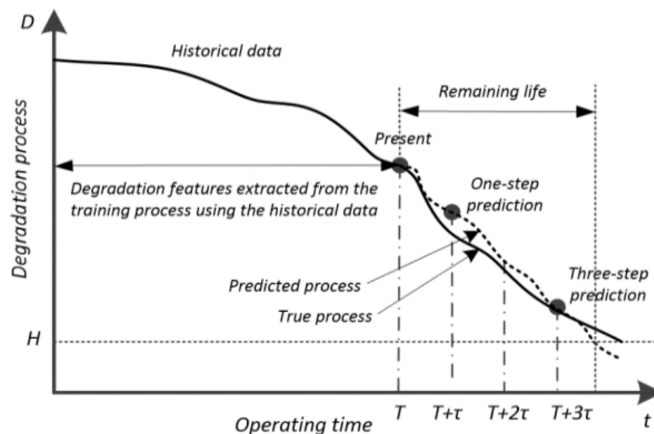 D
Historical data
Remaining life
Present
Degradation process
Degradation features extracted from the
training process using the historical data
One-step
prediction
Predicted process
True process
Three-step
prediction
H
T
T+τ
T+2τ
T+3τ
t
Operating time